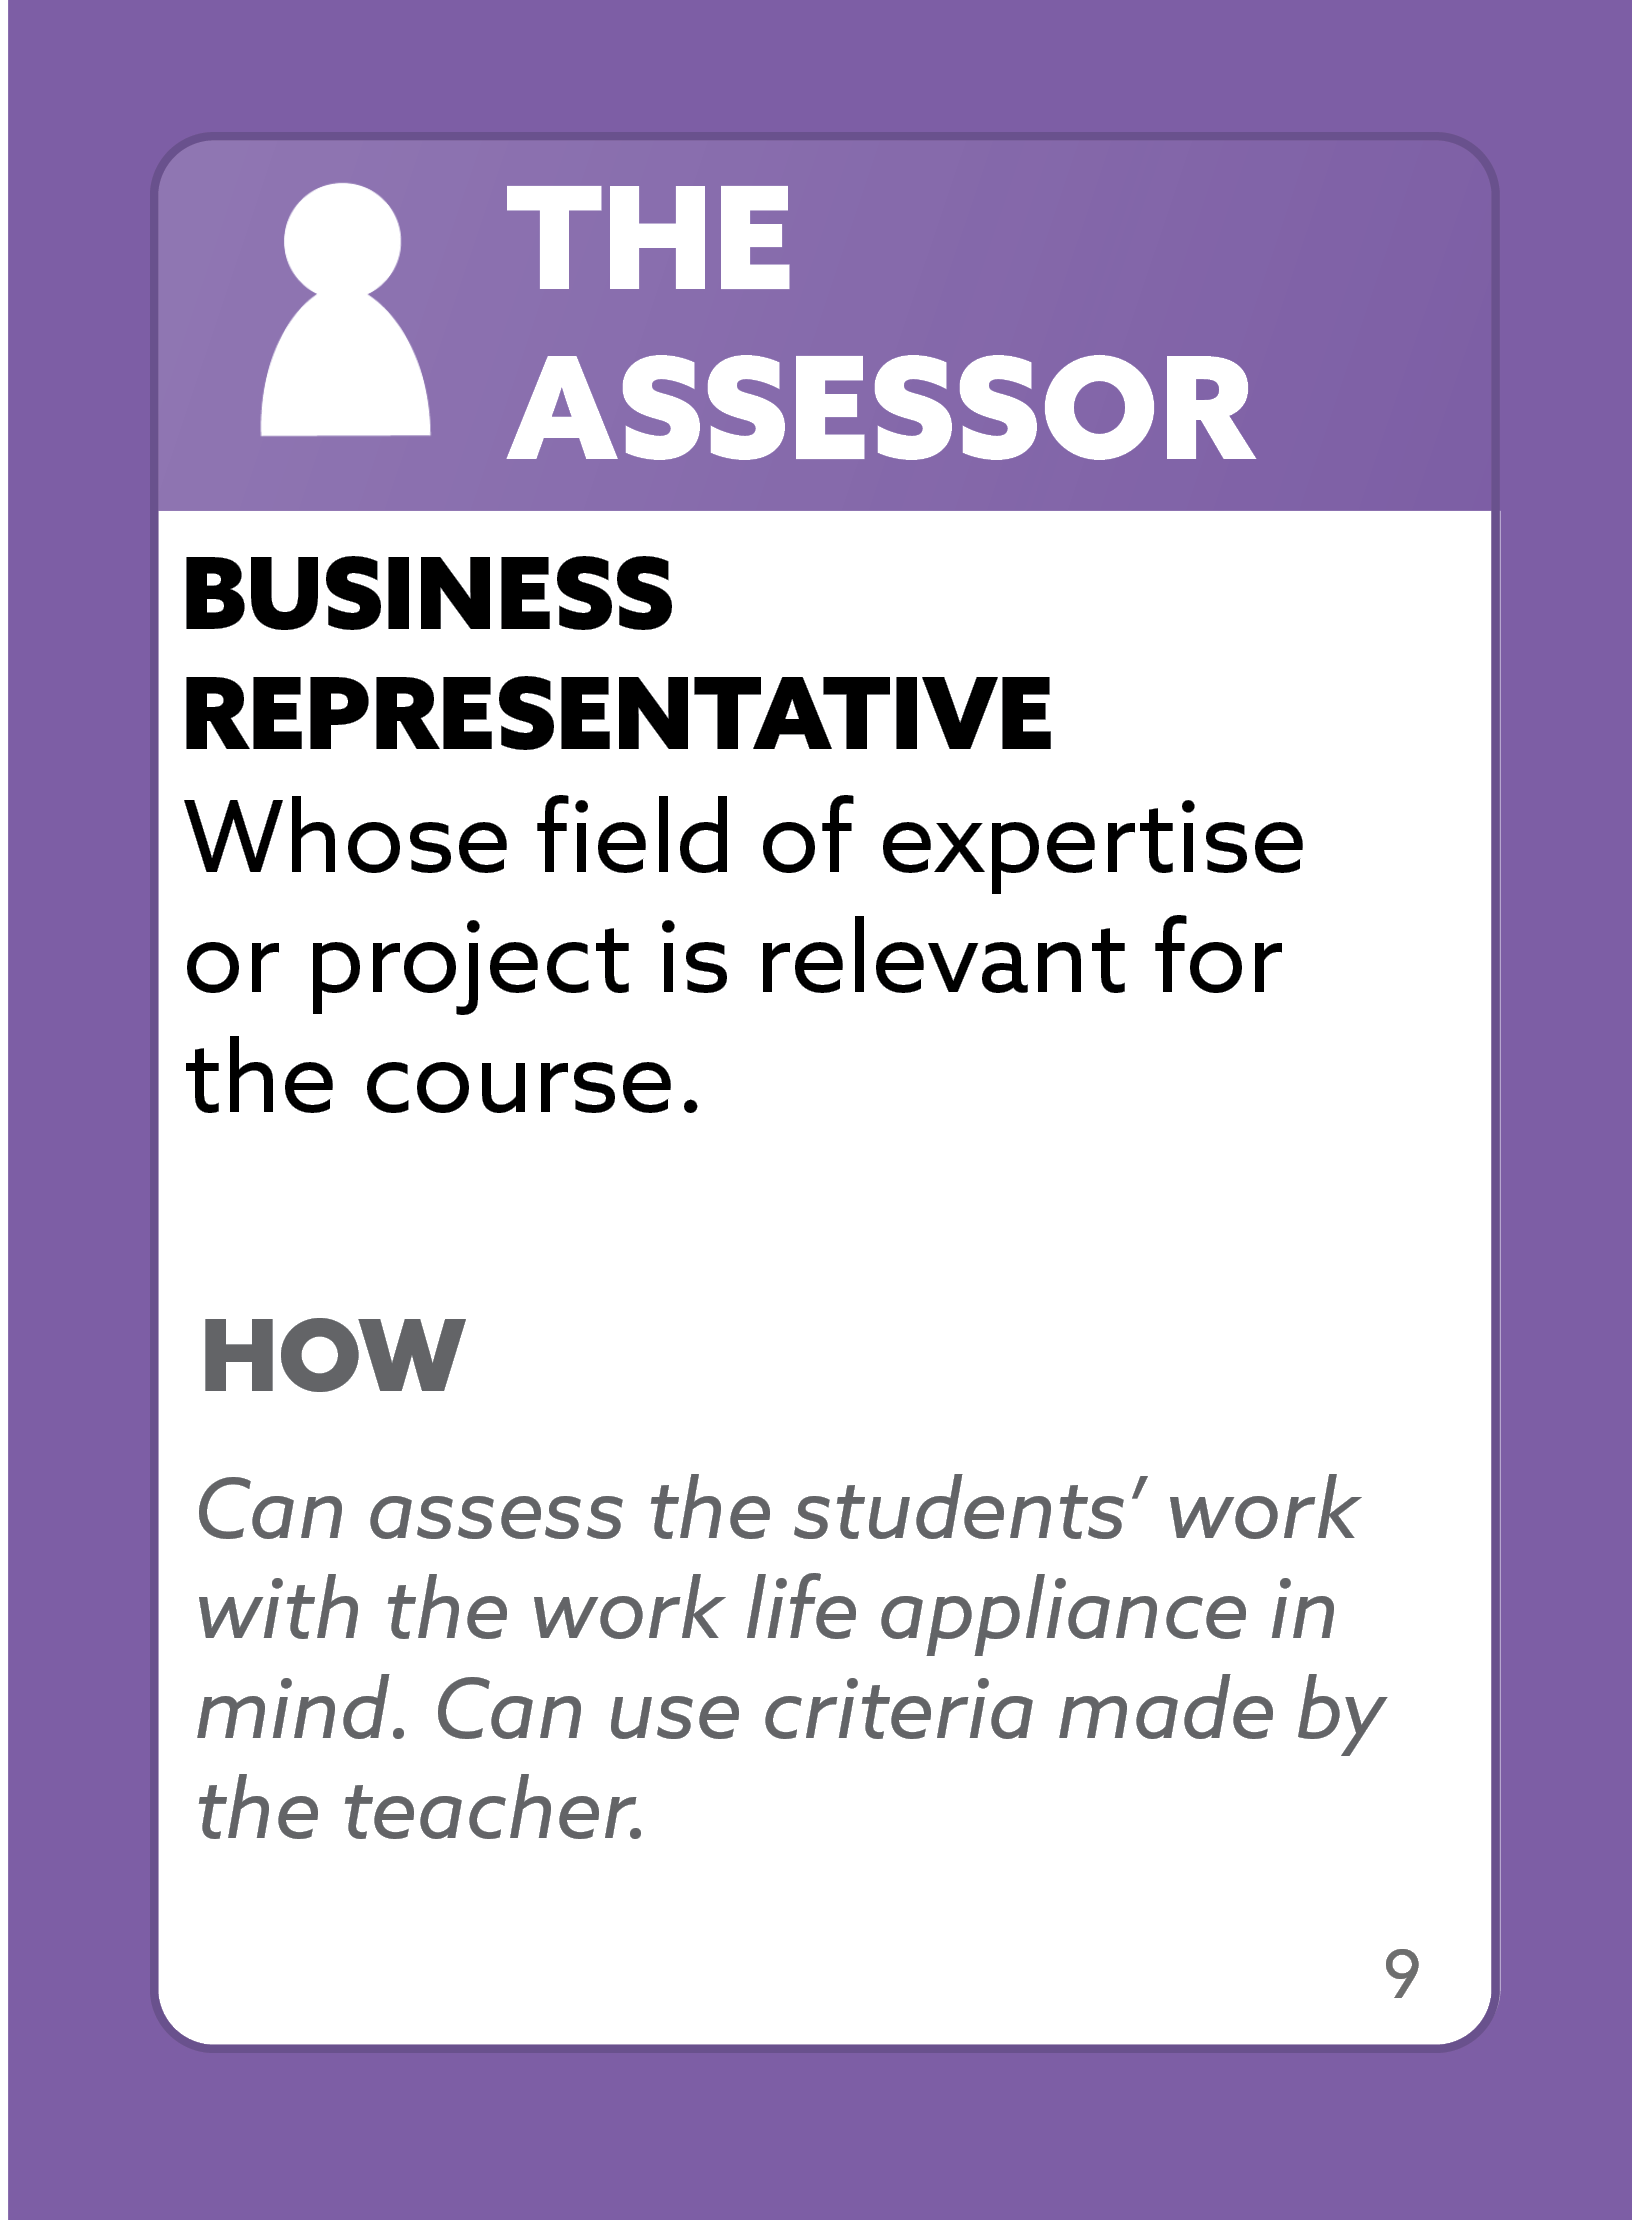 THE
ASSESSOR
BUSINESS
REPRESENTATIVE
Whose field of expertise
or project is relevant for
the course.
HOW
Can assess the students’ work
with the work life appliance in
mind. Can use criteria made by
the teacher.
9